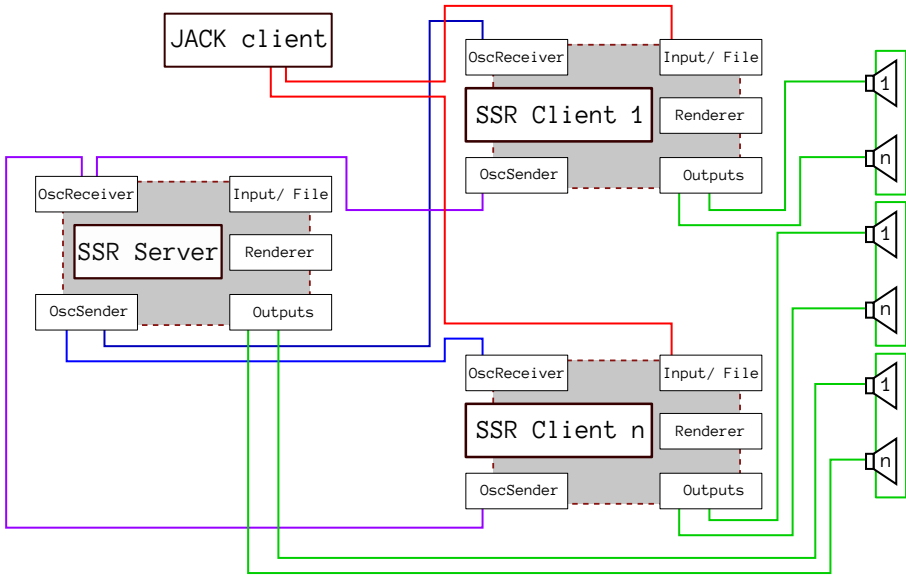 JACK client
OscReceiver
Input/ File
SSR Client 1
Renderer
OscSender
Outputs
1
n
OscReceiver
Input/ File
SSR Server
Renderer
OscSender
Outputs
1
n
OscReceiver
Input/ File
SSR Client n
Renderer
OscSender
Outputs
1
n